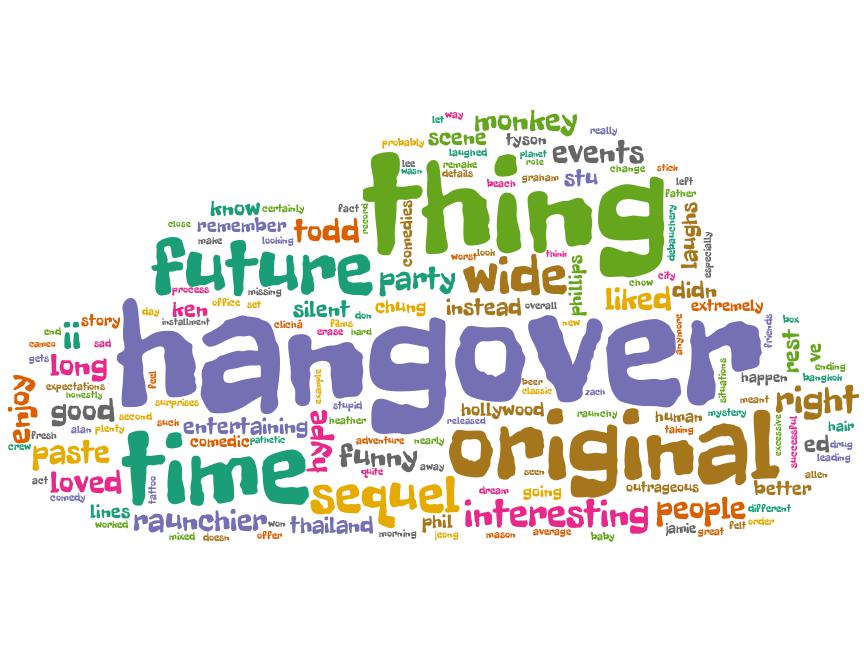 let way monkey really
probably scene tyson
laughed planet events
lee wasn thing remake role change stick
details graham stu left
beach father
know certainly fact record comedies debauchery laughs
close remember todd
make looking worst look think especially
future party wide phillips chow city
process missing liked didn
day ken office set silent don chung instead overall extremely
story installment clichã films new anymore friends box
end ii erase hard
cameo sad hangover rest ve
gets long feel example situations ending
expectations happen bangkok
honestly beer classic zach
enjoy good second surprises stupid hollywood raunchy human mystery meant right
alan plenty suck entertaining heather released taking hair
fresh hype original excessive successful ed drug
crew paste comedic pathetic adventure nearly leading
time funny
act loved tattoo quite away seen allen
comedy sequel dream going outrageous better
lines raunchier won thailand phil interesting people different
worked jamie great felt order
mixed doesn offer morning jeong mason average baby